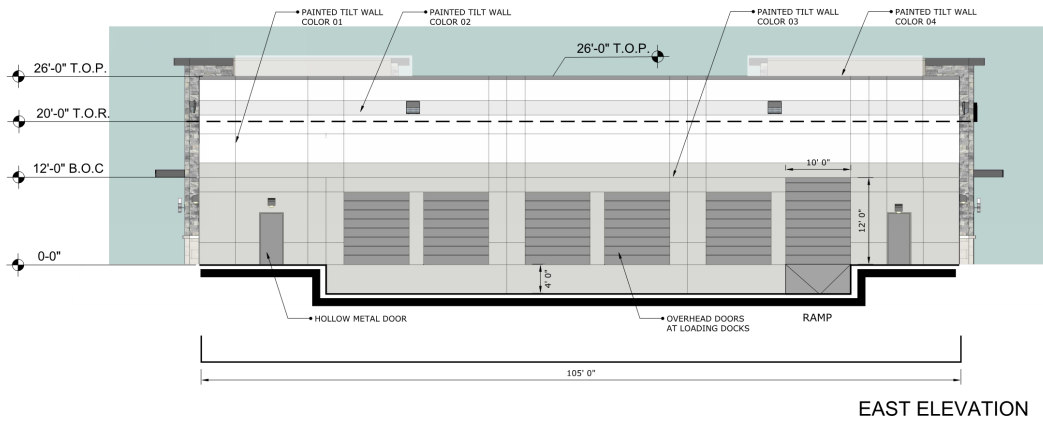 PAINTED TILT WALL
COLOR 01
PAINTED TILT WALL
COLOR 02
PAINTED TILT WALL
COLOR 03
PAINTED TILT WALL
COLOR 04
26'-0" T.O.P.
26'-0" T.O.P.
20'-0" T.O.R.
12'-0" B.O.C
10' 0"
12' 0"
0-0"
4' 0"
HOLLOW METAL DOOR
OVERHEAD DOORS
AT LOADING DOCKS
RAMP
105' 0"
EAST ELEVATION